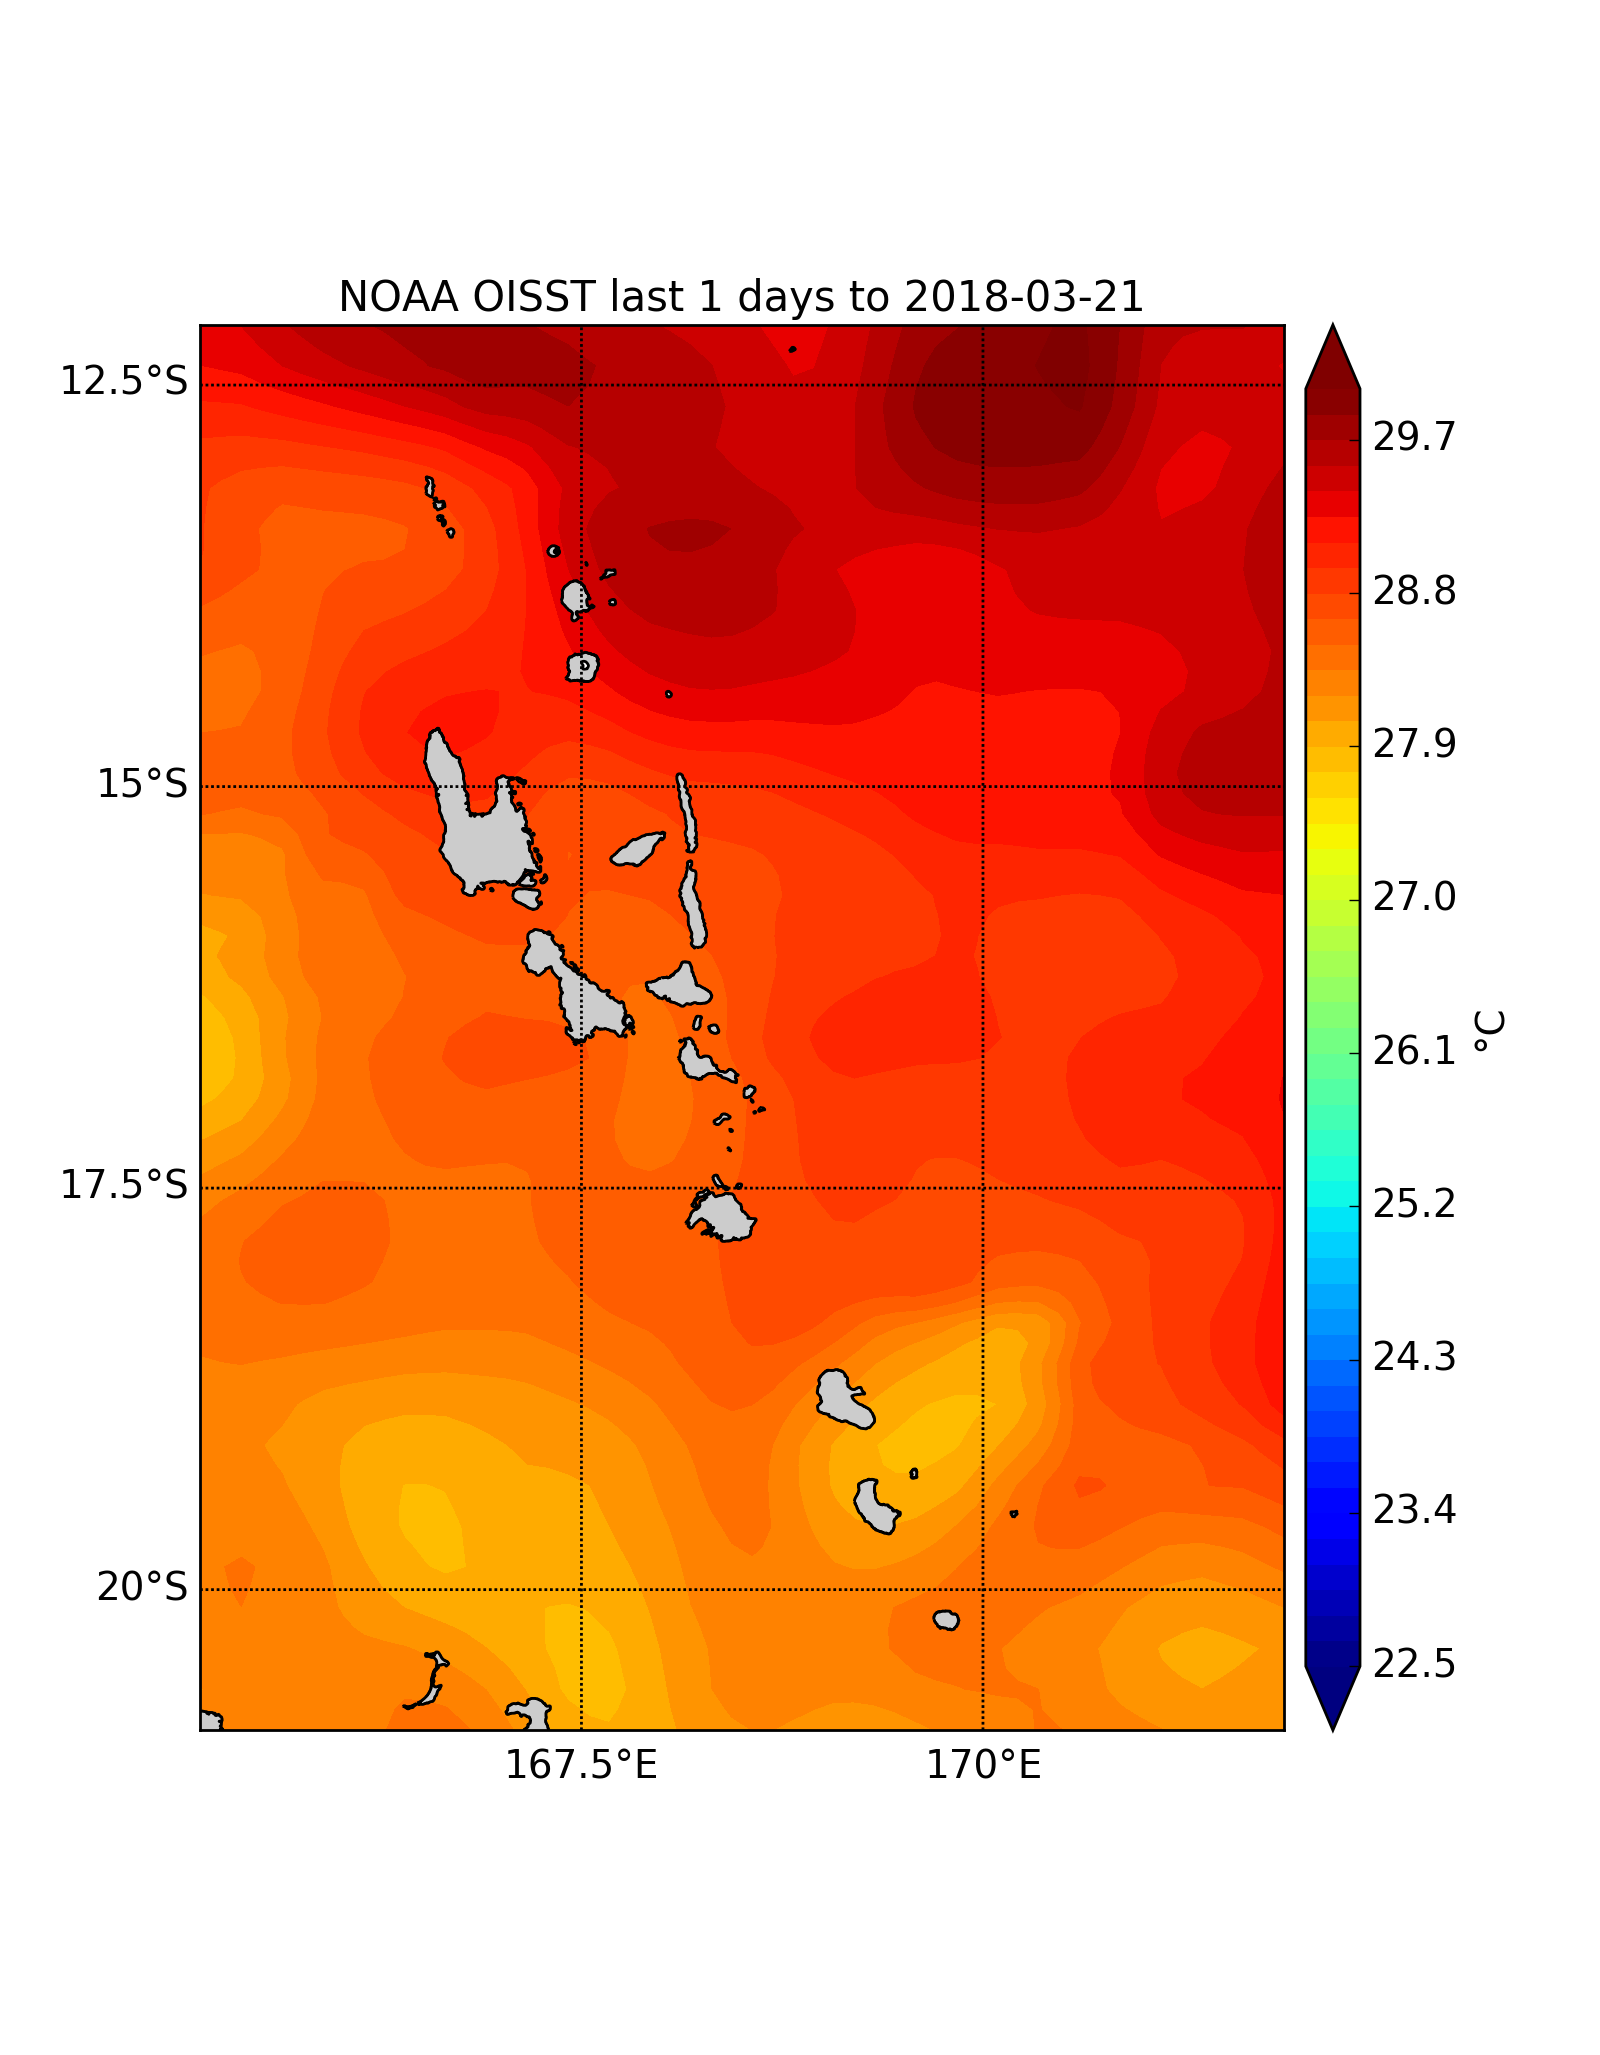 NOAA OISST last 1 days to 2018-03-21
12.5°S
15°S
17.5°S
20°S
167.5°E
170°E
29.7
28.8
27.9
27.0
26.1
25.2
24.3
23.4
22.5
°C